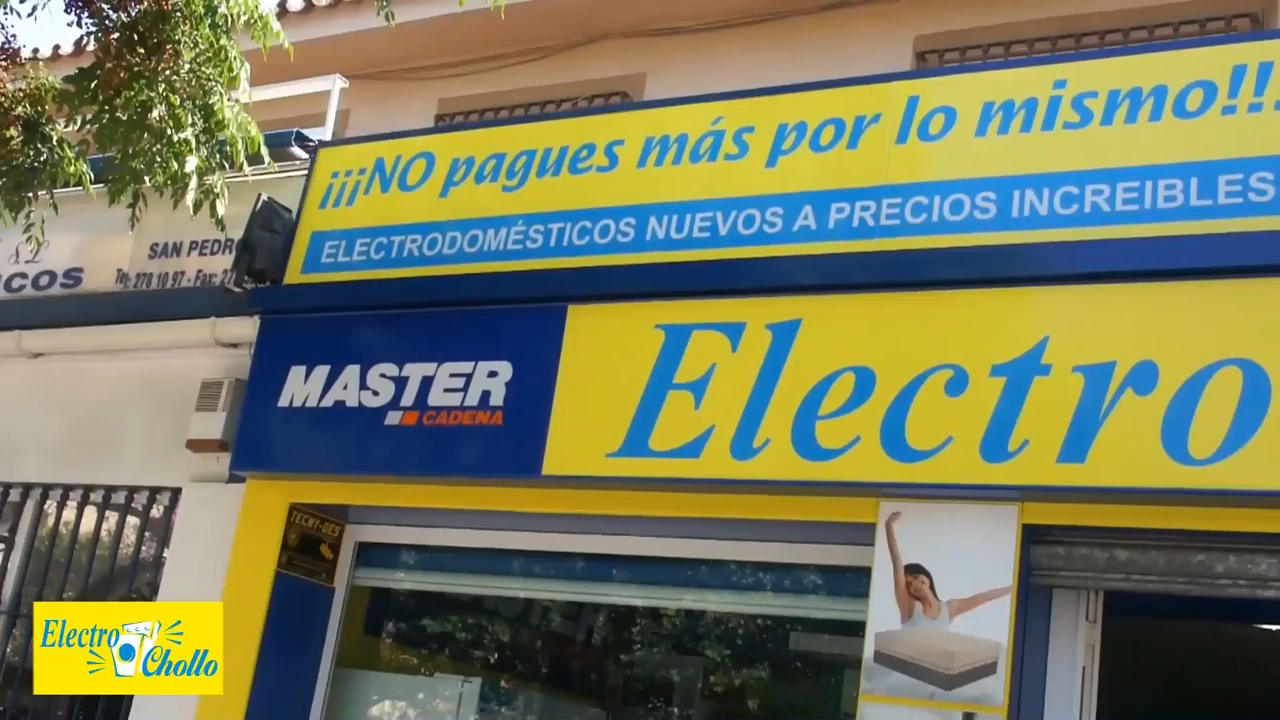 ¡¡¡NO pagues más por lo mismo!!!
ELECTRODOMÉSTICOS NUEVOS A PRECIOS INCREIBLES
S.L
SAN PEDRO
Tel: 278 10 97 - Fax: 27
MASTER
CADENA
Electro
TECNI-GES
Electro
Chollo